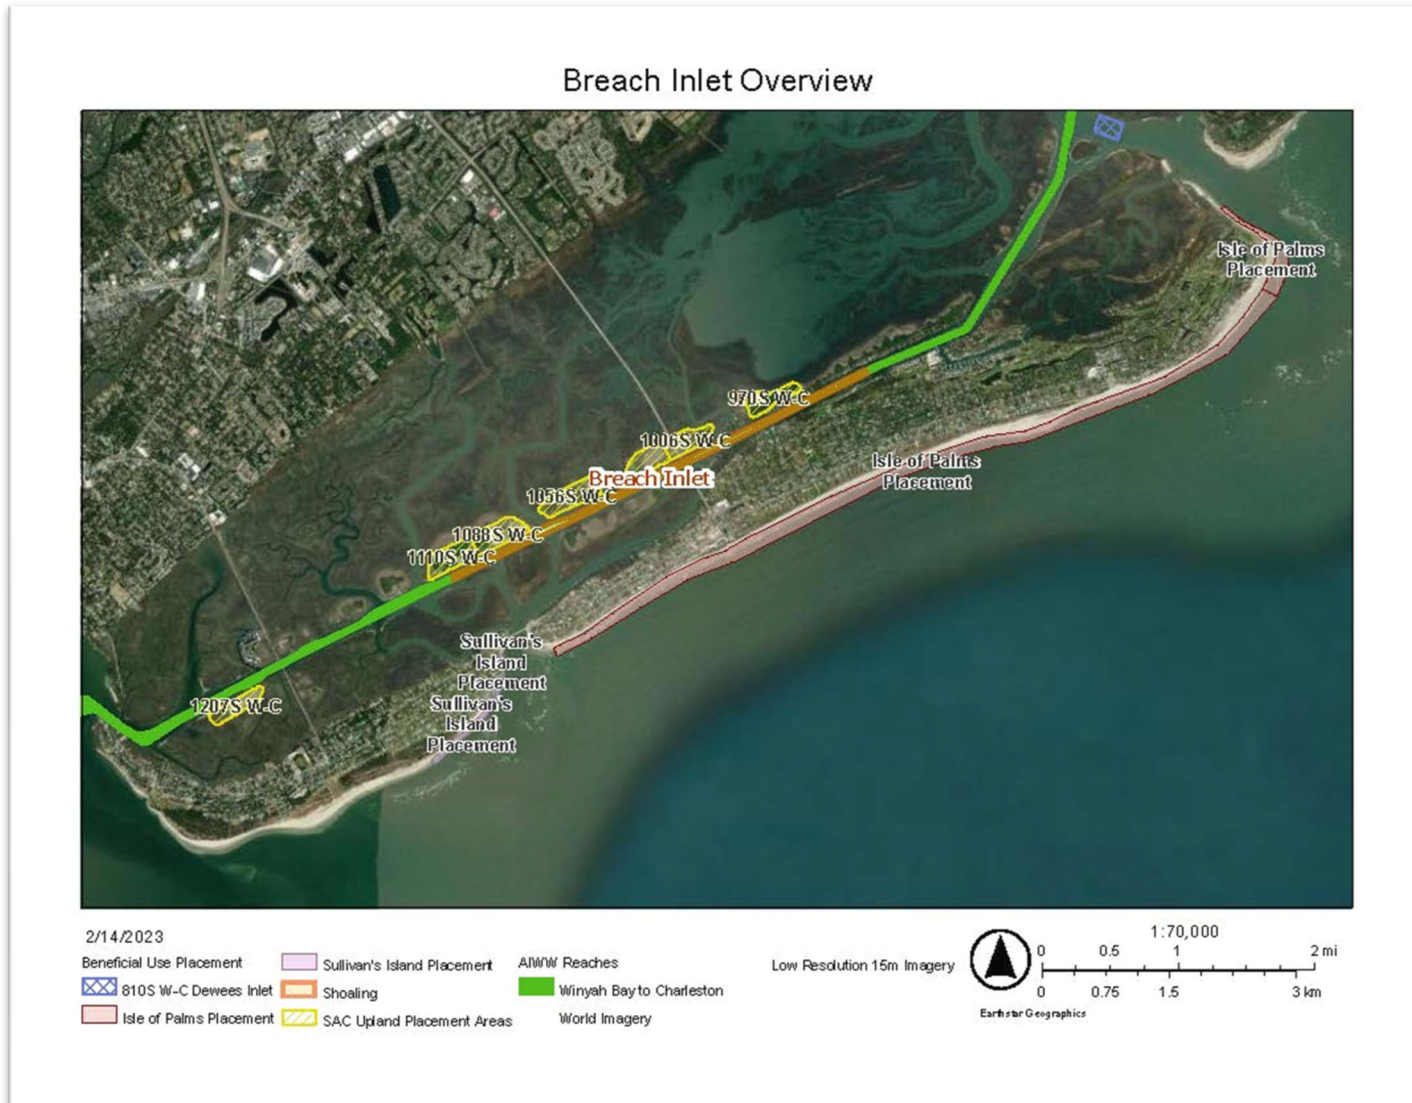 Breach Inlet Overview
Isle of Palms
Placement
970S W-C
1006S W-C
Isle of Palms
Placement
Breach Inlet
1056S W-C
1088S W-C
1110S W-C
Sullivan's
Island
Placement
Sullivan's
Island
Placement
1207S W-C
2/14/2023
Beneficial Use Placement
810S W-C Dewees Inlet
Isle of Palms Placement
Sullivan's Island Placement
Shoaling
SAC Upland Placement Areas
AIWW Reaches
Winyah Bay to Charleston
World Imagery
Low Resolution 15m Imagery
Earthstar Geographics
1:70,000
0 0.5 1 2 mi
0 0.75 1.5 3 km